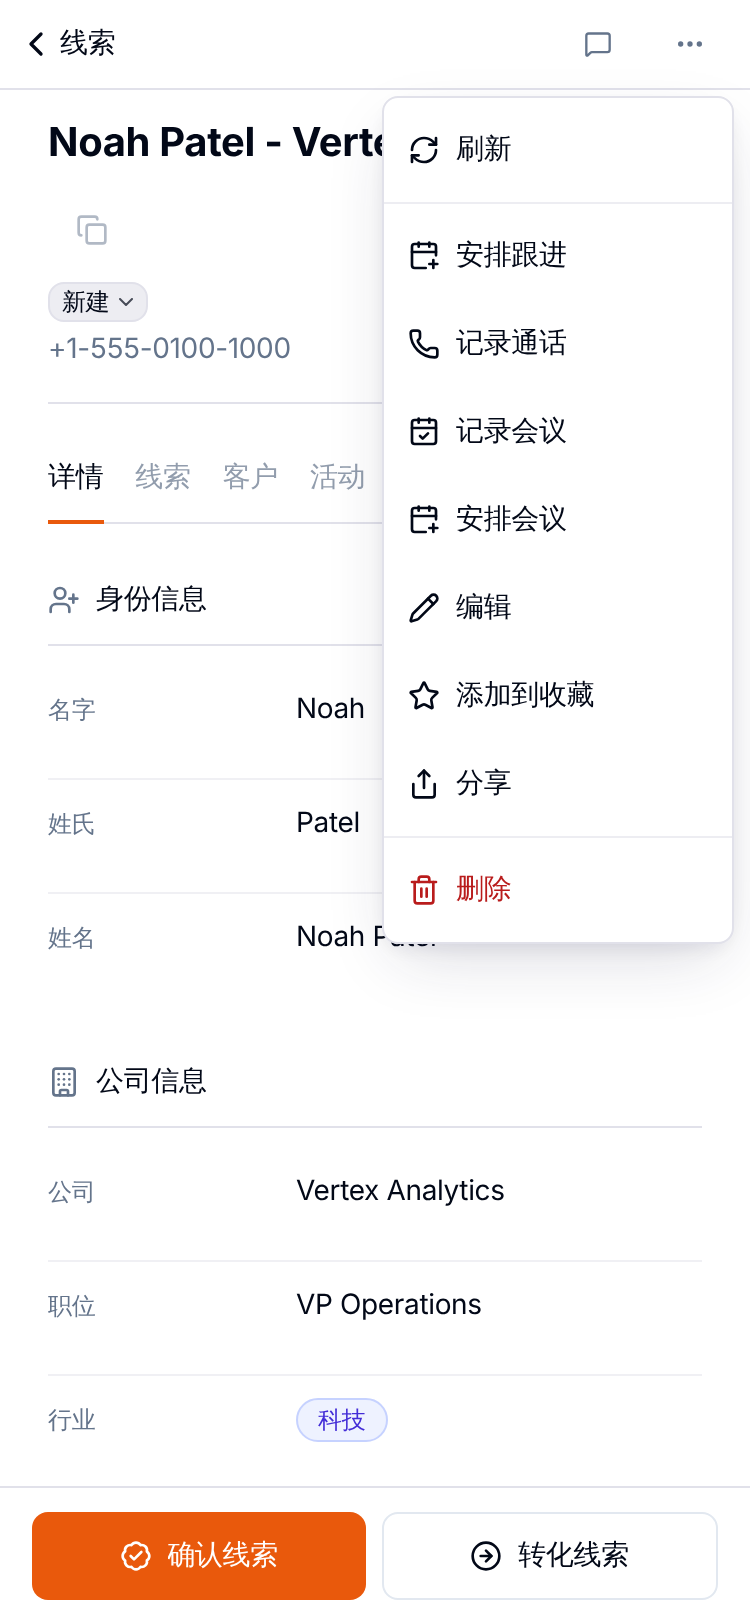 线索
Noah Patel - Verte
新建
+1-555-0100-1000
详情 线索 客户 活动
身份信息
名字 Noah
姓氏 Patel
姓名 Noah
公司信息
公司 Vertex Analytics
职位 VP Operations
行业 科技
确认线索 转化线索
刷新
安排跟进
记录通话
记录会议
安排会议
编辑
添加到收藏
分享
删除